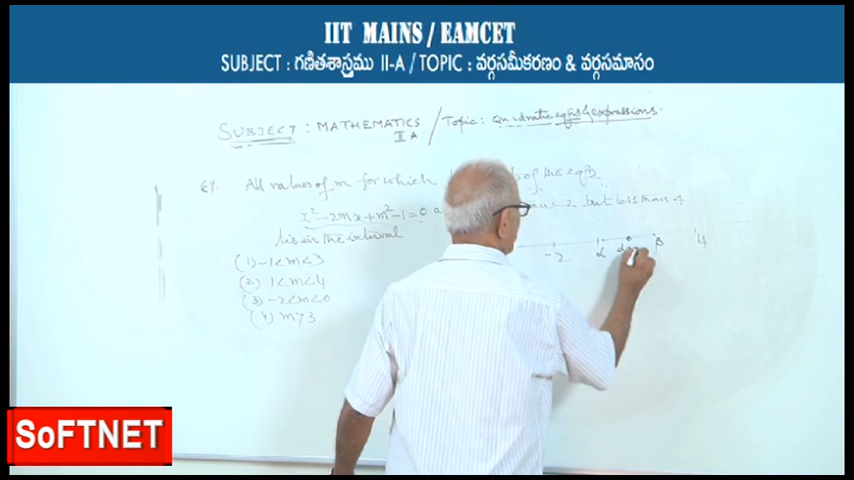 IIT MAINS / EAMCET
SUBJECT : గణితశాస్త్రము II-A / TOPIC : వర్గసమీకరణం & వర్గసమాసం
SUBJECT : MATHEMATICS / Topic: Quadratic eqns & expressions.
II A
All values of m for which of the eqn
x²-2mx+m²-1=0 -2 but less than 4
lie in the interval
(1) -1<m<3
(2) 1<m<4
(3) -2<m<0
(4) m>3
-2 α β 4
SoFTNET